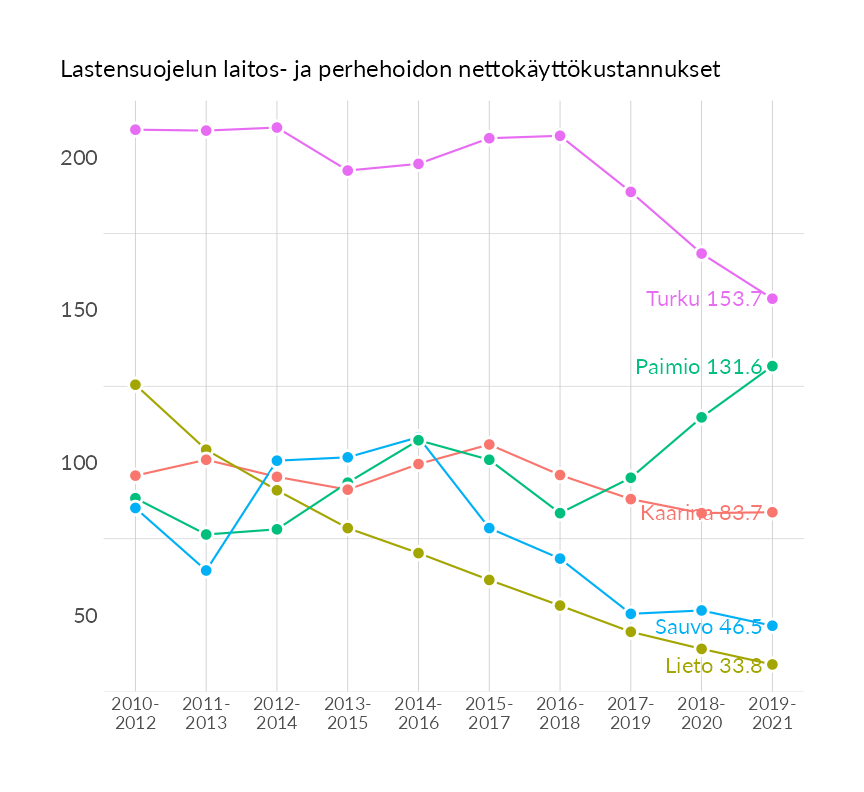 Lastensuojelun laitos- ja perhehoidon nettokäyttökustannukset
200
150
100
50
Turku 153.7
Paimio 131.6
Kaarina 83.7
Sauvo 46.5
Lieto 33.8
2010- 2011- 2012- 2013- 2014- 2015- 2016- 2017- 2018- 2019-
2012 2013 2014 2015 2016 2017 2018 2019 2020 2021